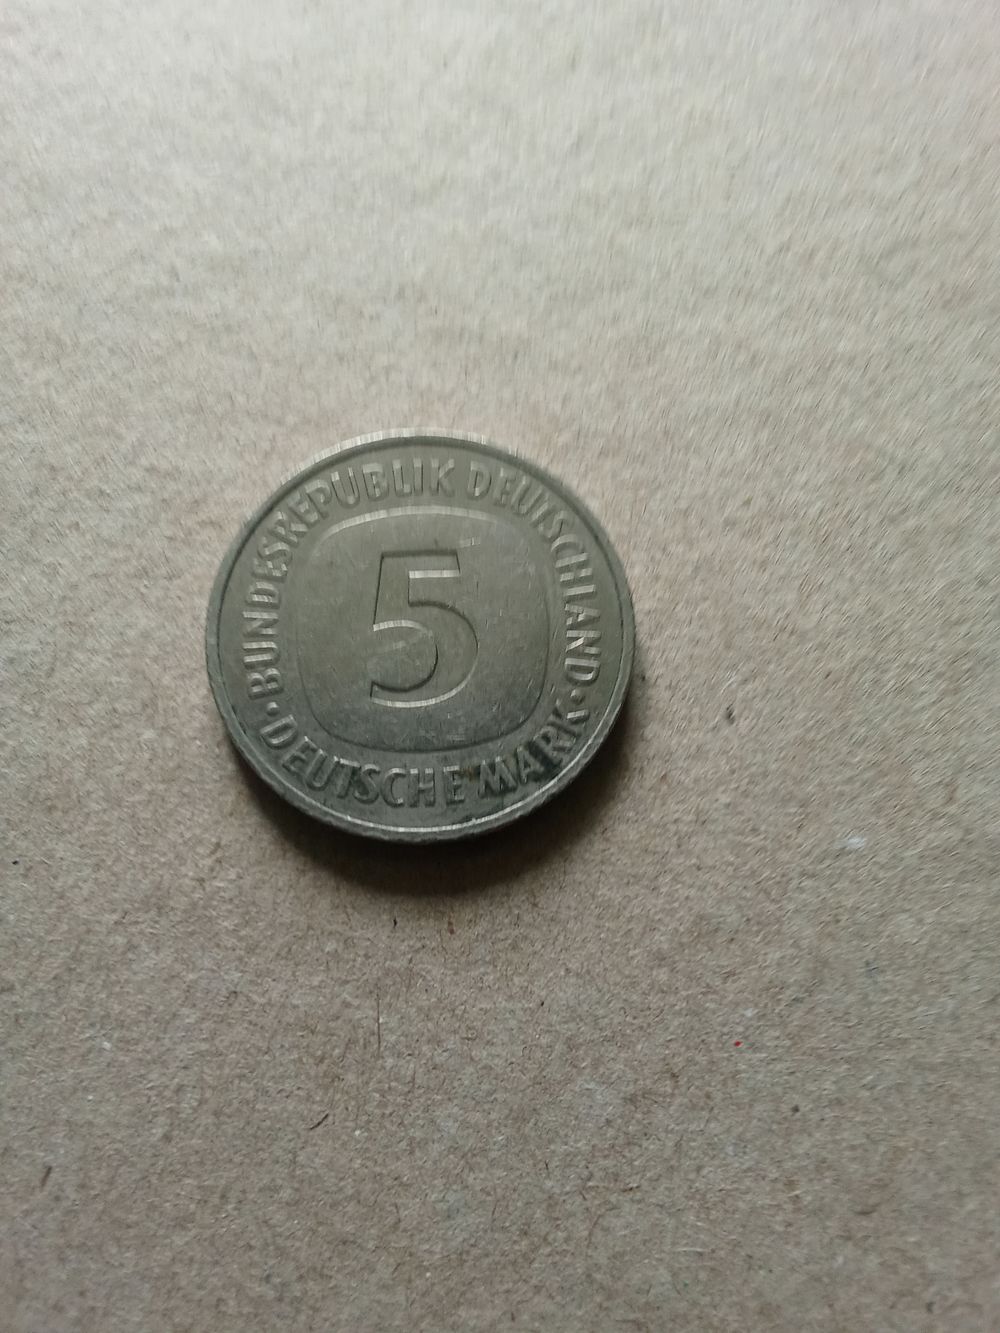 BUNDESREPUBLIK DEUTSCHLAND
5
· DEUTSCHE MARK ·